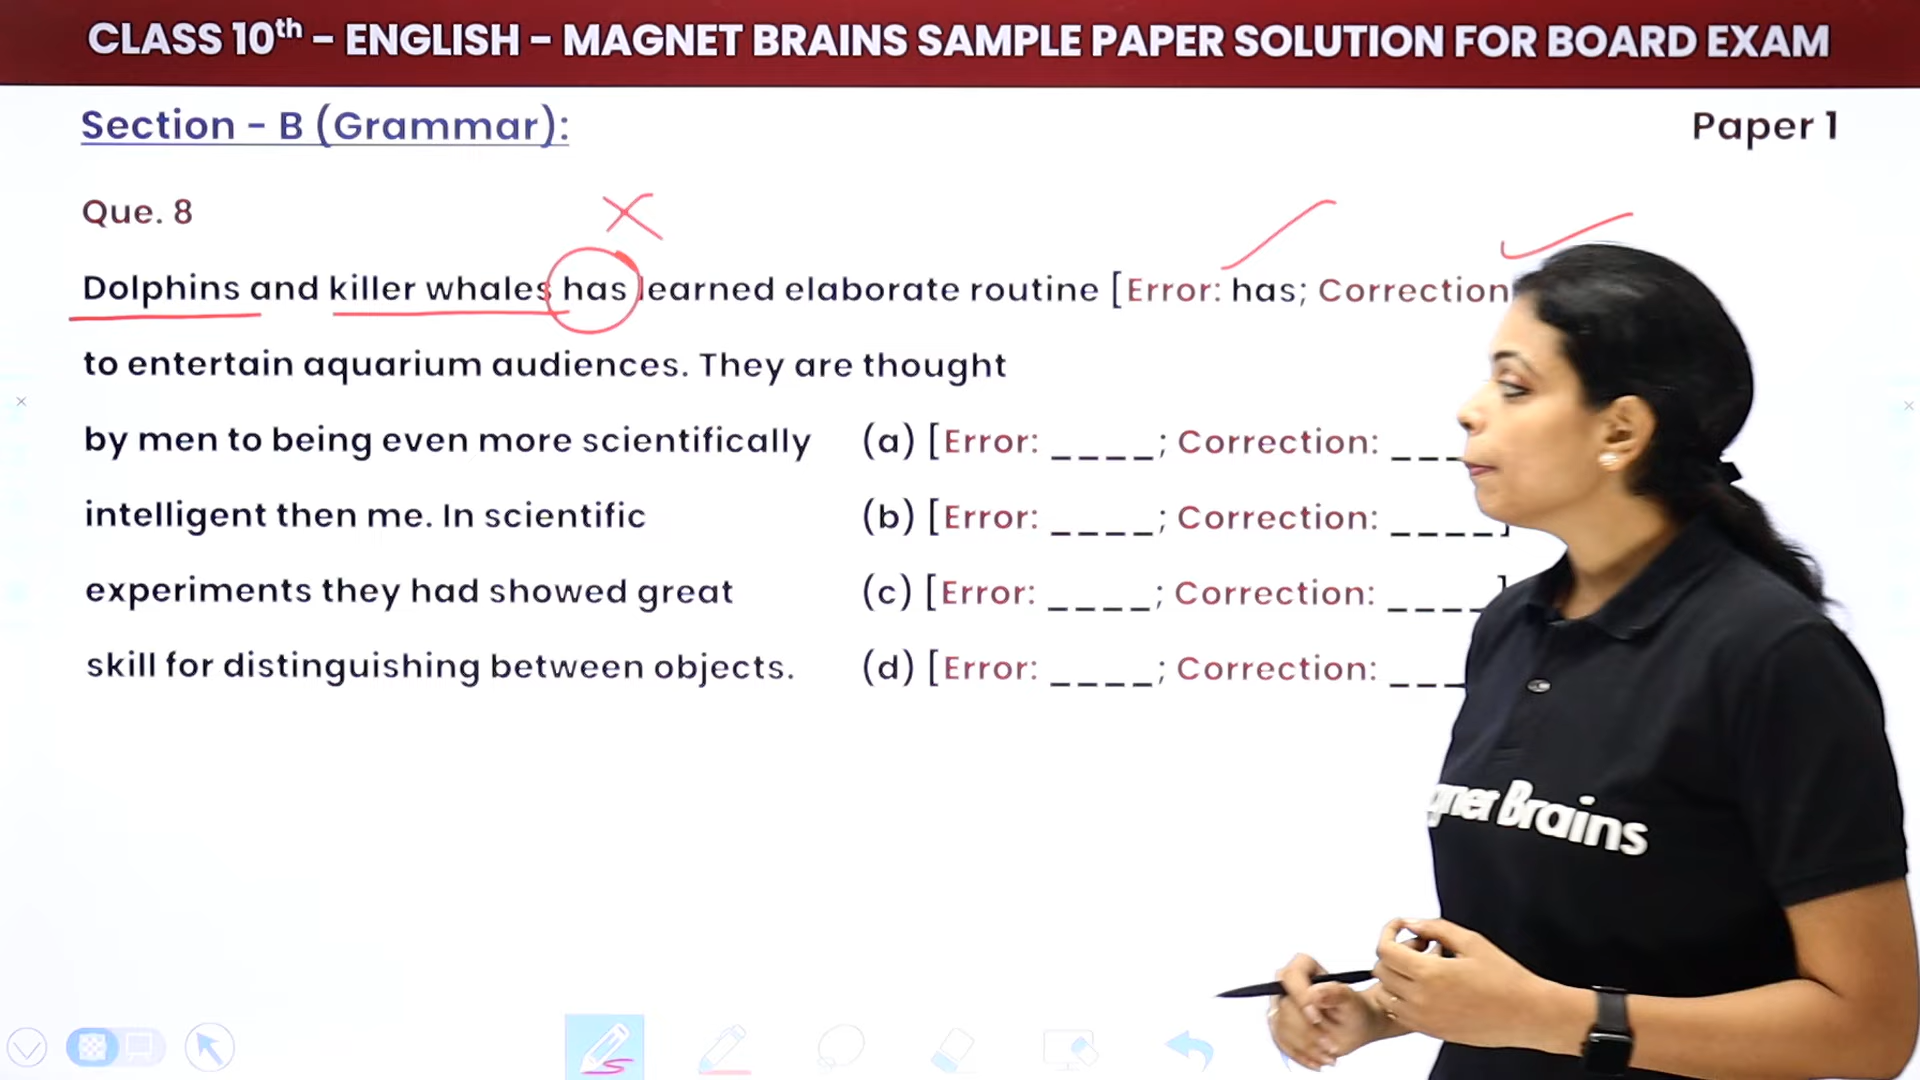 CLASS 10th - ENGLISH - MAGNET BRAINS SAMPLE PAPER SOLUTION FOR BOARD EXAM
Section - B (Grammar):
Paper 1
Que. 8
Dolphins and killer whales has learned elaborate routine [Error: has; Correction
to entertain aquarium audiences. They are thought
by men to being even more scientifically (a) [Error: ____; Correction: ___
intelligent then me. In scientific (b) [Error: ____; Correction: ____]
experiments they had showed great (c) [Error: ____; Correction: ____]
skill for distinguishing between objects. (d) [Error: ____; Correction: ___
Brains